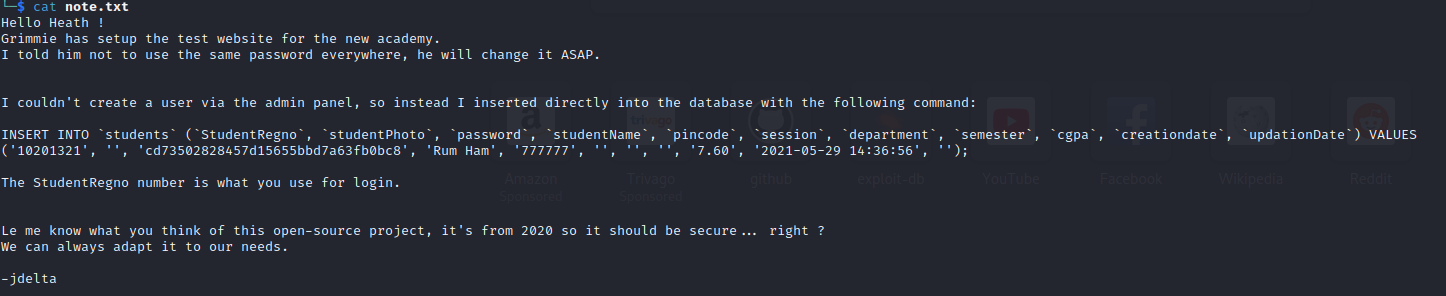 └─$ cat note.txt
Hello Heath !
Grimmie has setup the test website for the new academy.
I told him not to use the same password everywhere, he will change it ASAP.
I couldn't create a user via the admin panel, so instead I inserted directly into the database with the following command:
INSERT INTO `students` (`StudentRegno`, `studentPhoto`, `password`, `studentName`, `pincode`, `session`, `department`, `semester`, `cgpa`, `creationdate`, `updationDate`) VALUES
('10201321', '', 'cd73502828457d15655bbd7a63fb0bc8', 'Rum Ham', '777777', '', '', '', '7.60', '2021-05-29 14:36:56', '');
The StudentRegno number is what you use for login.
Amazon Trivago github exploit-db YouTube Facebook Wikipedia Reddit
Sponsored Sponsored
Le me know what you think of this open-source project, it's from 2020 so it should be secure... right ?
We can always adapt it to our needs.
-jdelta